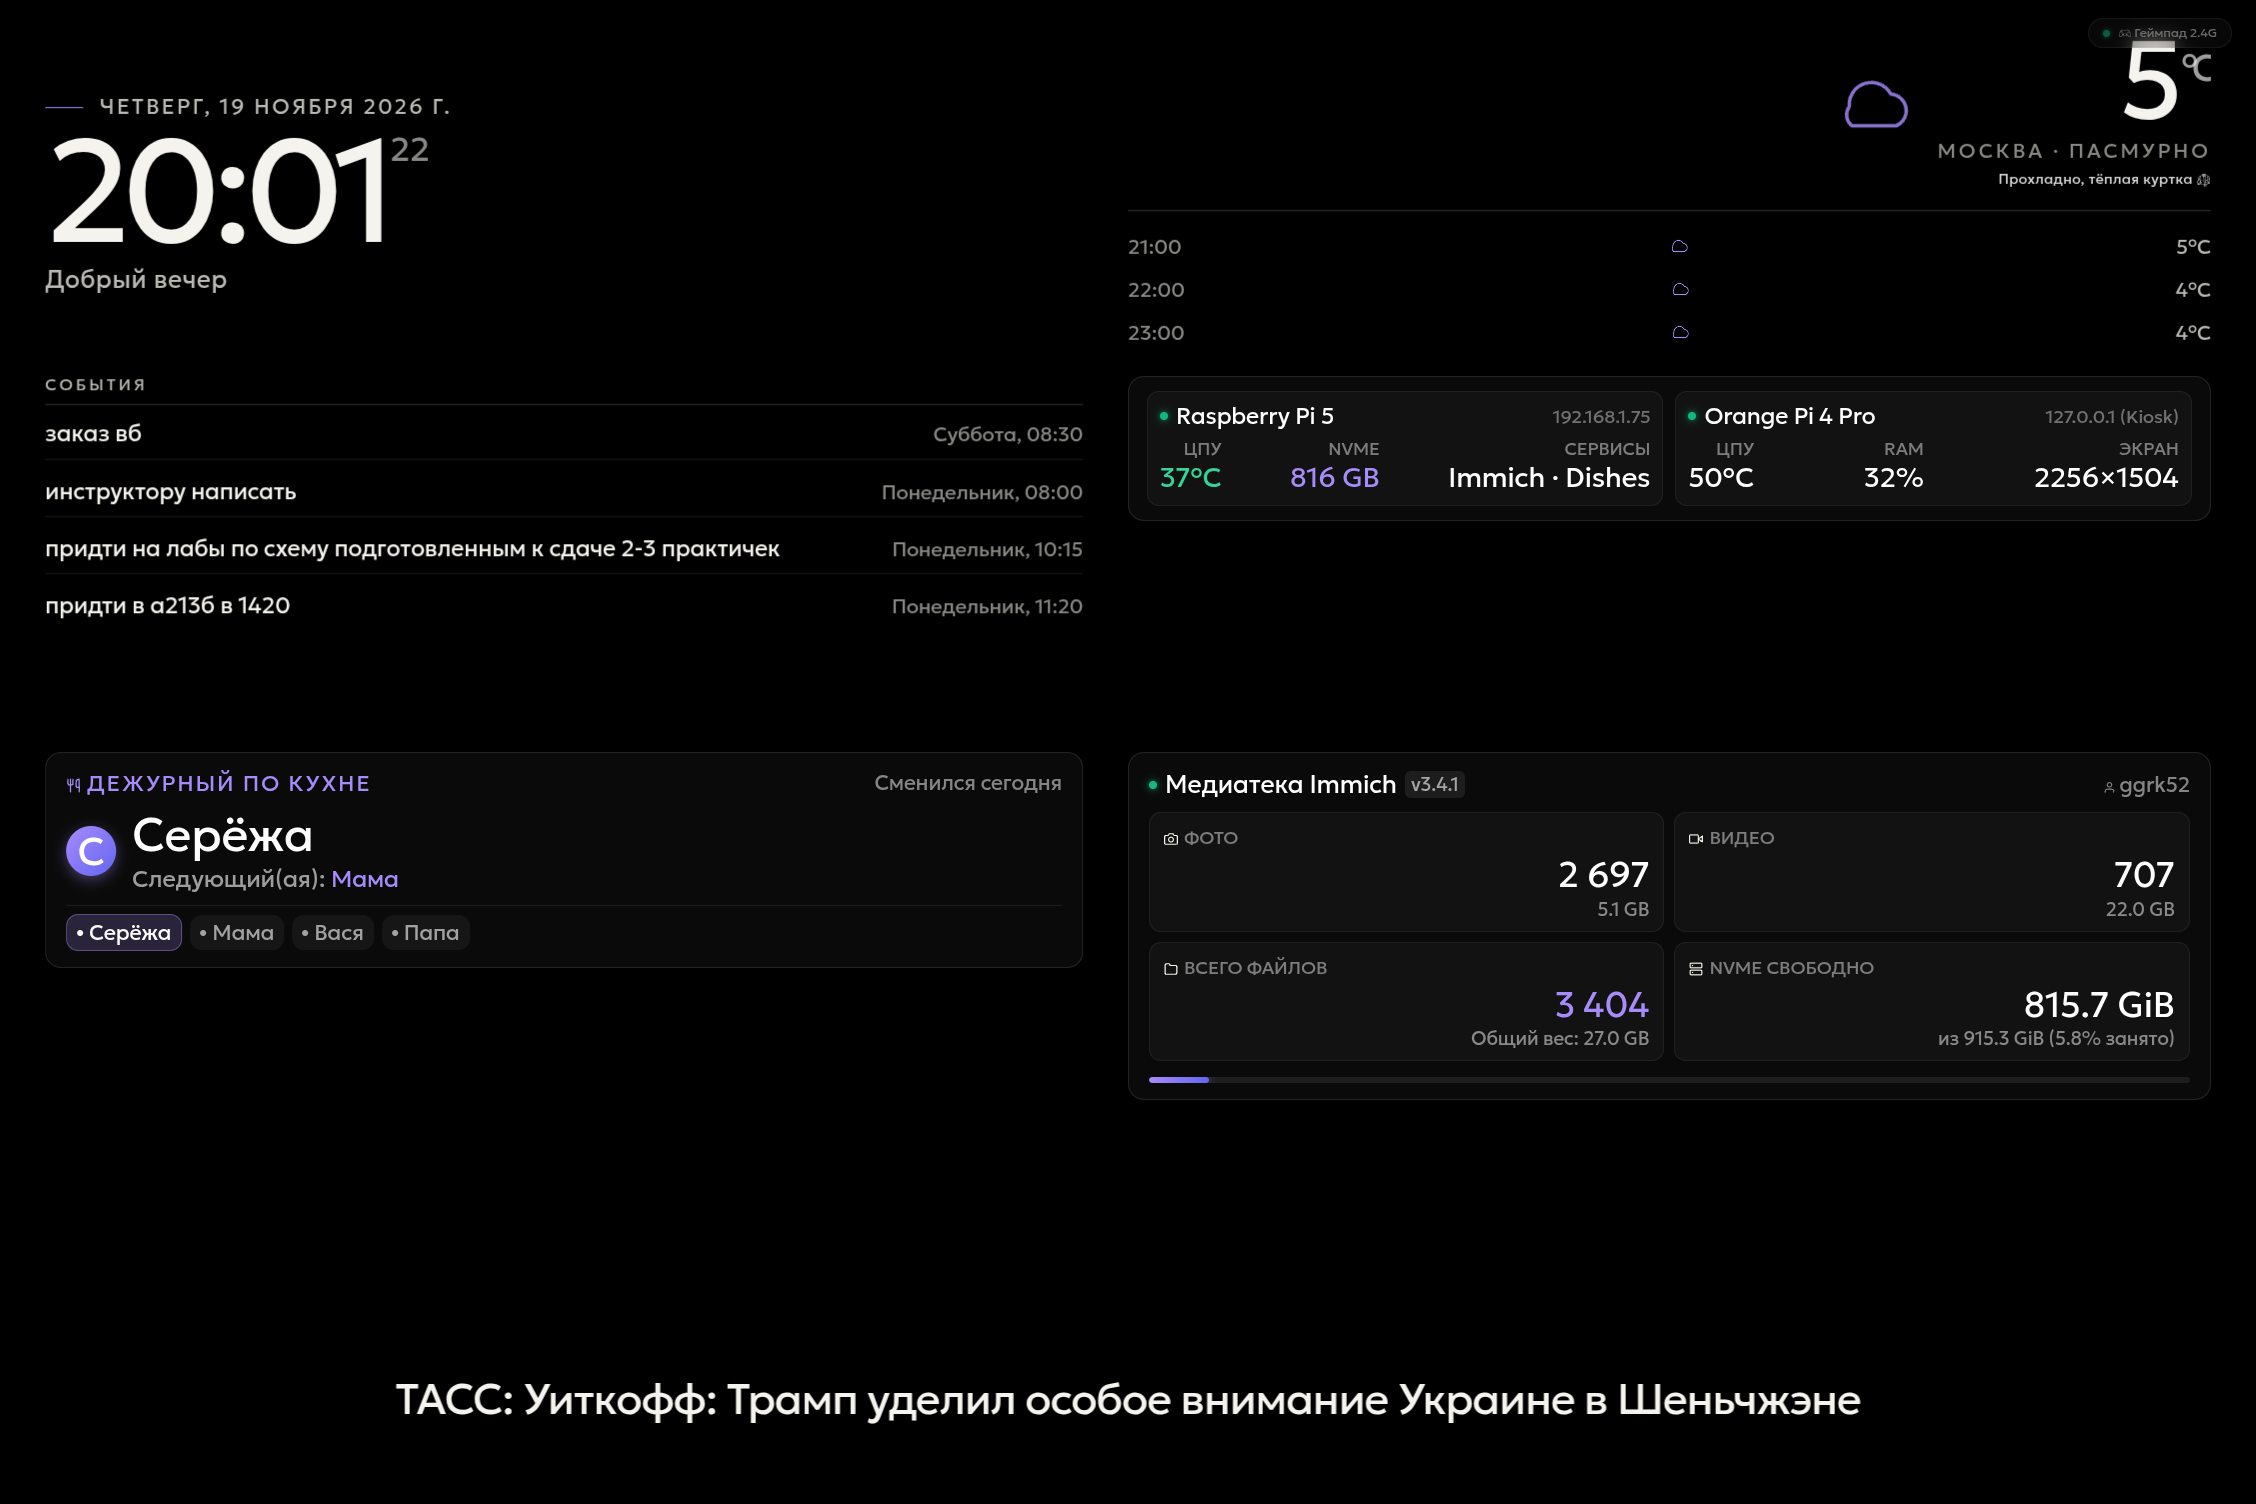 Геймпад 2.4G
ЧЕТВЕРГ, 19 НОЯБРЯ 2026 Г.
20:01 22
Добрый вечер
5°C
МОСКВА · ПАСМУРНО
Прохладно, тёплая куртка
21:00 5°C
22:00 4°C
23:00 4°C
СОБЫТИЯ
заказ вб Суббота, 08:30
инструктору написать Понедельник, 08:00
придти на лабы по схему подготовленным к сдаче 2-3 практичек Понедельник, 10:15
придти в а213б в 1420 Понедельник, 11:20
Raspberry Pi 5 192.168.1.75
ЦПУ NVME СЕРВИСЫ
37°C 816 GB Immich · Dishes
Orange Pi 4 Pro 127.0.0.1 (Kiosk)
ЦПУ RAM ЭКРАН
50°C 32% 2256×1504
ДЕЖУРНЫЙ ПО КУХНЕ Сменился сегодня
С Серёжа
Следующий(ая): Мама
• Серёжа • Мама • Вася • Папа
Медиатека Immich v3.4.1 ggrk52
ФОТО
2 697
5.1 GB
ВИДЕО
707
22.0 GB
ВСЕГО ФАЙЛОВ
3 404
Общий вес: 27.0 GB
NVME СВОБОДНО
815.7 GiB
из 915.3 GiB (5.8% занято)
ТАСС: Уиткофф: Трамп уделил особое внимание Украине в Шеньчжэне